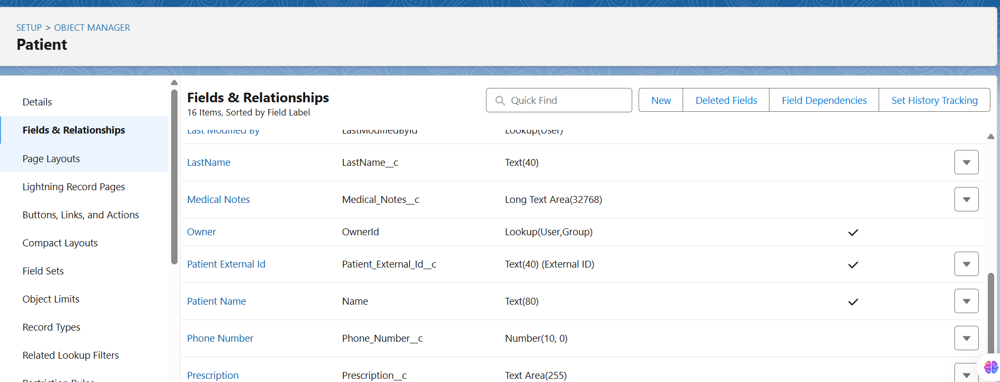 SETUP > OBJECT MANAGER
Patient
Details
Fields & Relationships
Page Layouts
Lightning Record Pages
Buttons, Links, and Actions
Compact Layouts
Field Sets
Object Limits
Record Types
Related Lookup Filters
Restriction Rules
Fields & Relationships
16 Items, Sorted by Field Label
Quick Find
New Deleted Fields Field Dependencies Set History Tracking
Last Modified By LastModifiedById Lookup(User)
LastName LastName__c Text(40)
Medical Notes Medical_Notes__c Long Text Area(32768)
Owner OwnerId Lookup(User,Group)
Patient External Id Patient_External_Id__c Text(40) (External ID)
Patient Name Name Text(80)
Phone Number Phone_Number__c Number(10, 0)
Prescription Prescription__c Text Area(255)